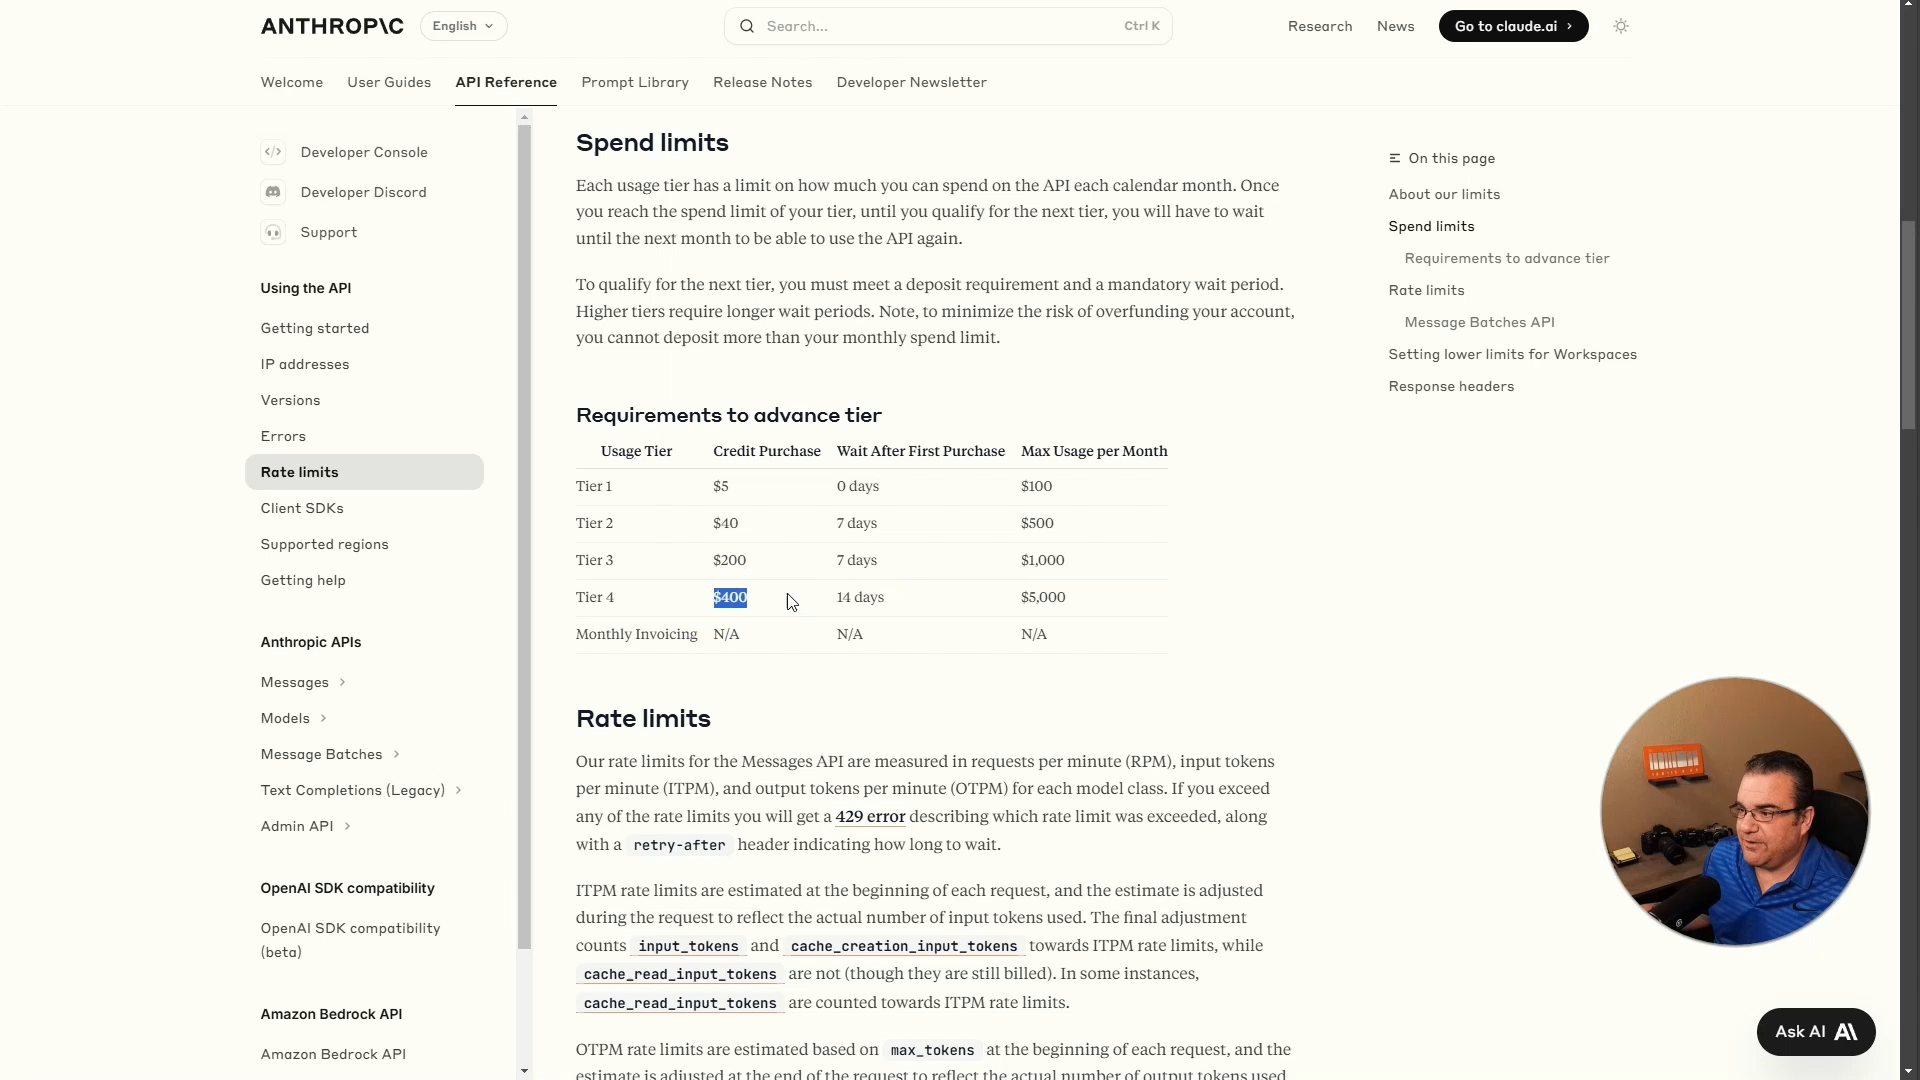 ANTHROP\C
English
Search...
Ctrl K
Research
News
Go to claude.ai
Welcome
User Guides
API Reference
Prompt Library
Release Notes
Developer Newsletter
Developer Console
Developer Discord
Support
Using the API
Getting started
IP addresses
Versions
Errors
Rate limits
Client SDKs
Supported regions
Getting help
Anthropic APIs
Messages
Models
Message Batches
Text Completions (Legacy)
Admin API
OpenAI SDK compatibility
OpenAI SDK compatibility
(beta)
Amazon Bedrock API
Amazon Bedrock API
Spend limits
Each usage tier has a limit on how much you can spend on the API each calendar month. Once
you reach the spend limit of your tier, until you qualify for the next tier, you will have to wait
until the next month to be able to use the API again.
To qualify for the next tier, you must meet a deposit requirement and a mandatory wait period.
Higher tiers require longer wait periods. Note, to minimize the risk of overfunding your account,
you cannot deposit more than your monthly spend limit.
Requirements to advance tier
Usage Tier Credit Purchase Wait After First Purchase Max Usage per Month
Tier 1 $5 0 days $100
Tier 2 $40 7 days $500
Tier 3 $200 7 days $1,000
Tier 4 $400 14 days $5,000
Monthly Invoicing N/A N/A N/A
Rate limits
Our rate limits for the Messages API are measured in requests per minute (RPM), input tokens
per minute (ITPM), and output tokens per minute (OTPM) for each model class. If you exceed
any of the rate limits you will get a 429 error describing which rate limit was exceeded, along
with a retry-after header indicating how long to wait.
ITPM rate limits are estimated at the beginning of each request, and the estimate is adjusted
during the request to reflect the actual number of input tokens used. The final adjustment
counts input_tokens and cache_creation_input_tokens towards ITPM rate limits, while
cache_read_input_tokens are not (though they are still billed). In some instances,
cache_read_input_tokens are counted towards ITPM rate limits.
OTPM rate limits are estimated based on max_tokens at the beginning of each request, and the
estimate is adjusted at the end of the request to reflect the actual number of output tokens used
On this page
About our limits
Spend limits
Requirements to advance tier
Rate limits
Message Batches API
Setting lower limits for Workspaces
Response headers
Ask AI